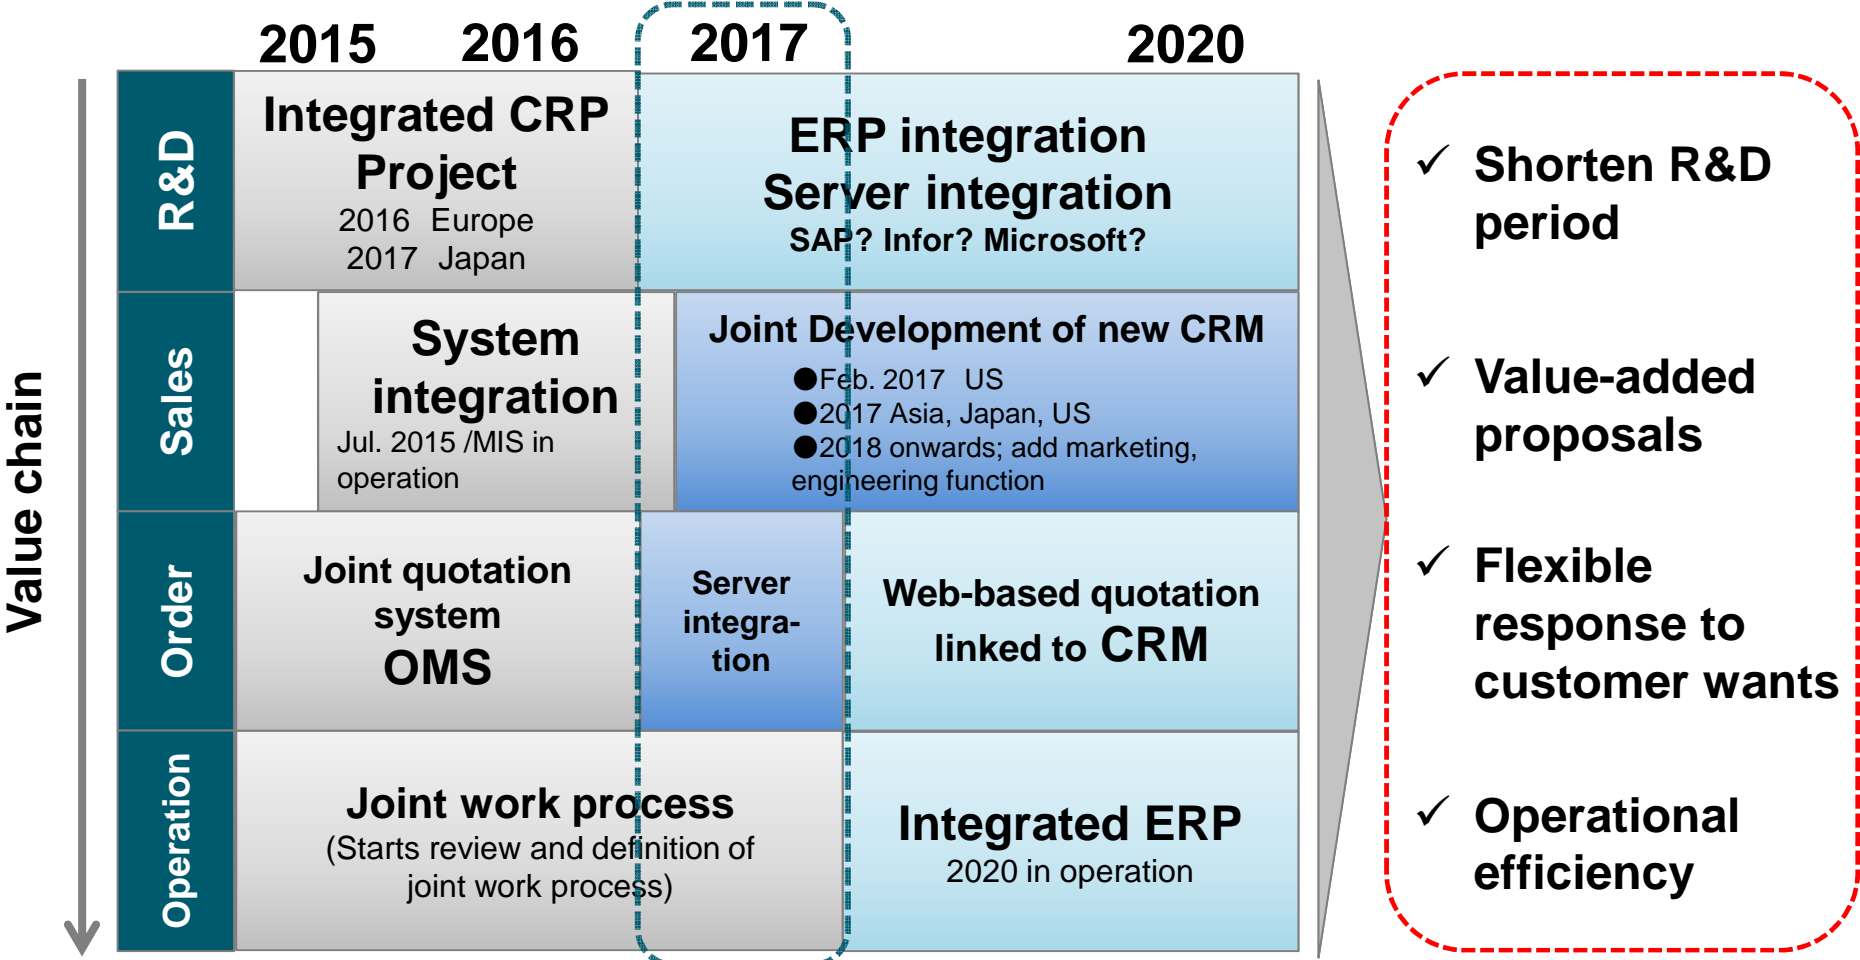 2015 2016 2017 2020
Value chain
R&D
Integrated CRP
Project
2016 Europe
2017 Japan
ERP integration
Server integration
SAP? Infor? Microsoft?
Sales
System
integration
Jul. 2015 /MIS in
operation
Joint Development of new CRM
●Feb. 2017 US
●2017 Asia, Japan, US
●2018 onwards; add marketing,
engineering function
Order
Joint quotation
system
OMS
Server
integra-
tion
Web-based quotation
linked to CRM
Operation
Joint work process
(Starts review and definition of
joint work process)
Integrated ERP
2020 in operation
✓ Shorten R&D
period
✓ Value-added
proposals
✓ Flexible
response to
customer wants
✓ Operational
efficiency